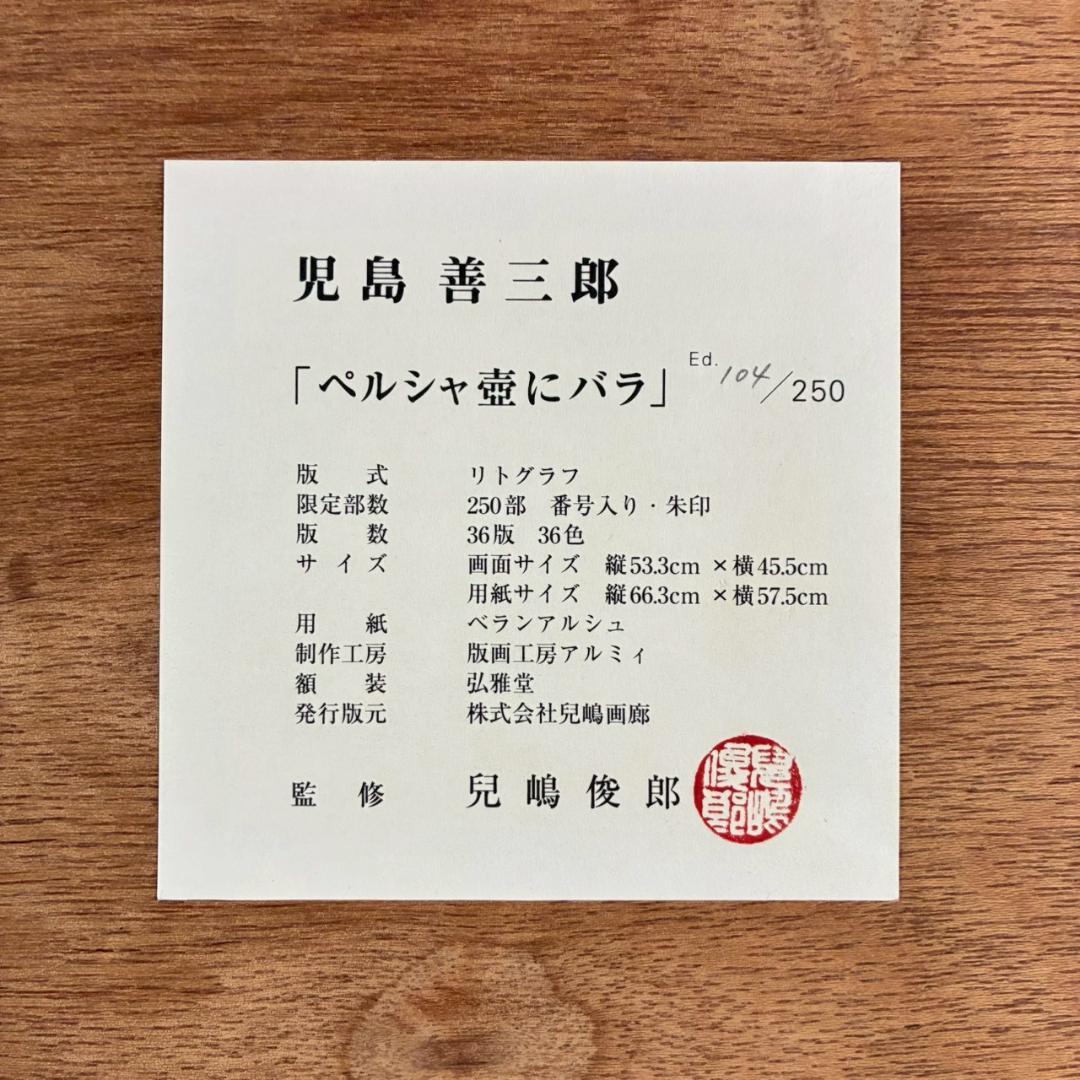 児島 善三郎
「ペルシャ壺にバラ」 Ed. 104/250
版 式 リトグラフ
限定部数 250部 番号入り・朱印
版 数 36版 36色
サイズ 画面サイズ 縦53.3cm ×横45.5cm
用紙サイズ 縦66.3cm ×横57.5cm
用 紙 ベランアルシュ
制作工房 版画工房アルミィ
額 装 弘雅堂
発行版元 株式会社兒嶋画廊
監 修 兒嶋俊郎
兒嶋俊郎